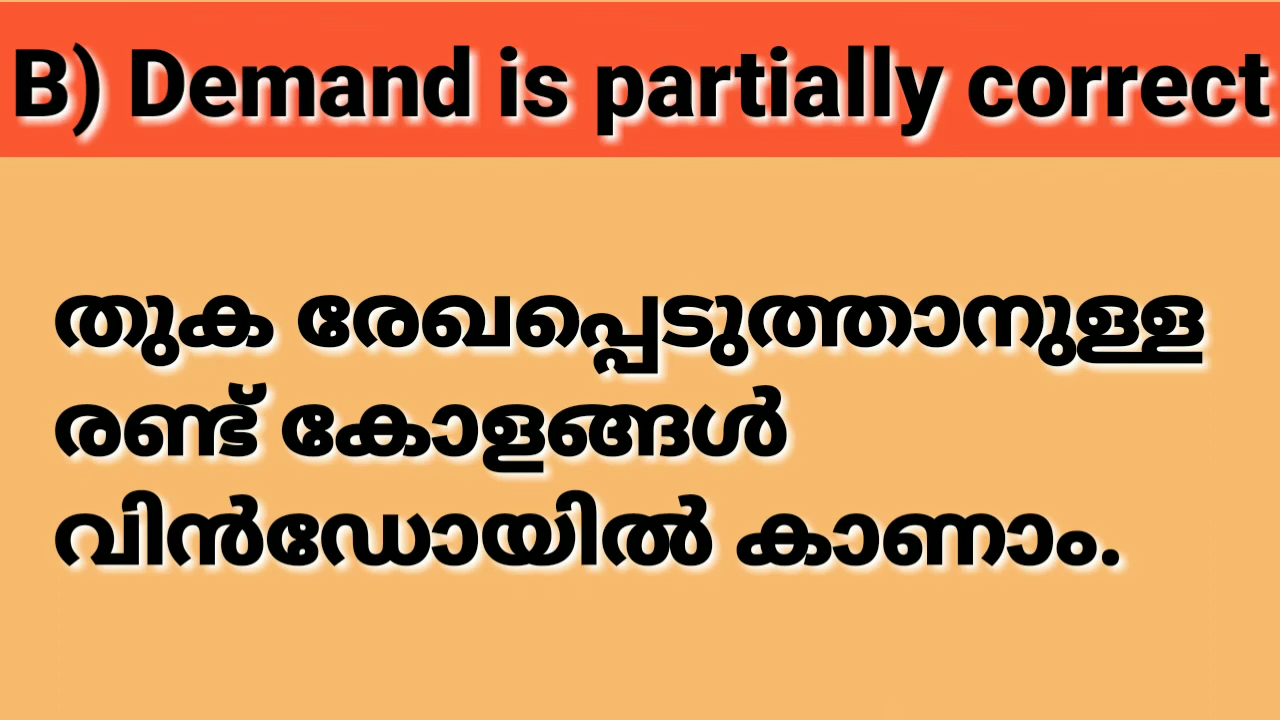 B) Demand is partially correct
തുക രേഖപ്പെടുത്താനുള്ള
രണ്ട് കോളങ്ങൾ
വിൻഡോയിൽ കാണാം.